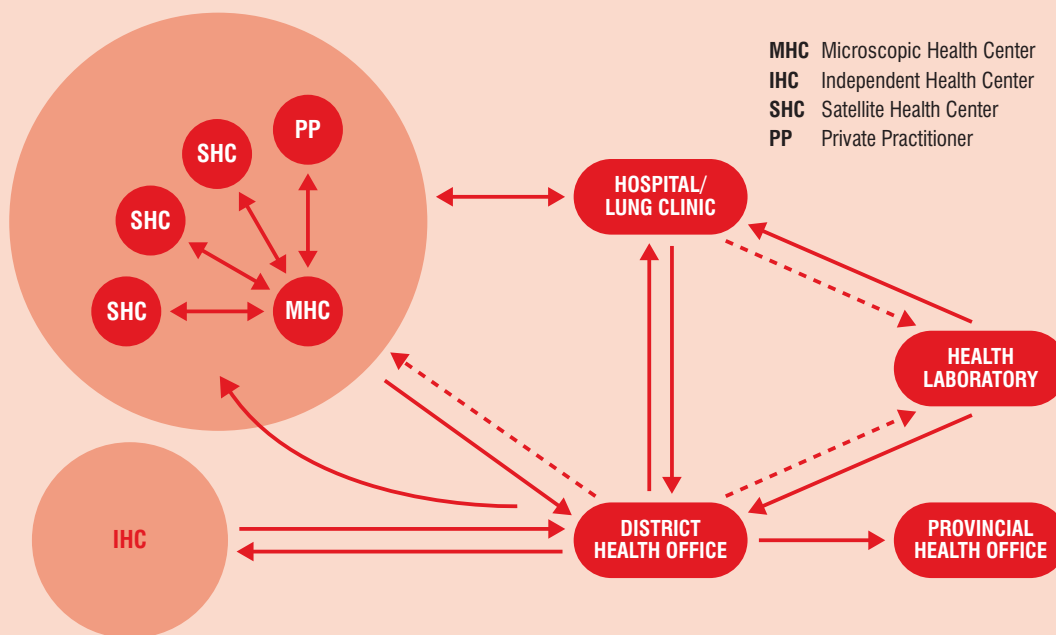 MHC Microscopic Health Center
IHC Independent Health Center
SHC Satellite Health Center
PP Private Practitioner
PP
SHC
SHC
SHC
MHC
HOSPITAL/
LUNG CLINIC
HEALTH
LABORATORY
IHC
DISTRICT
HEALTH OFFICE
PROVINCIAL
HEALTH OFFICE